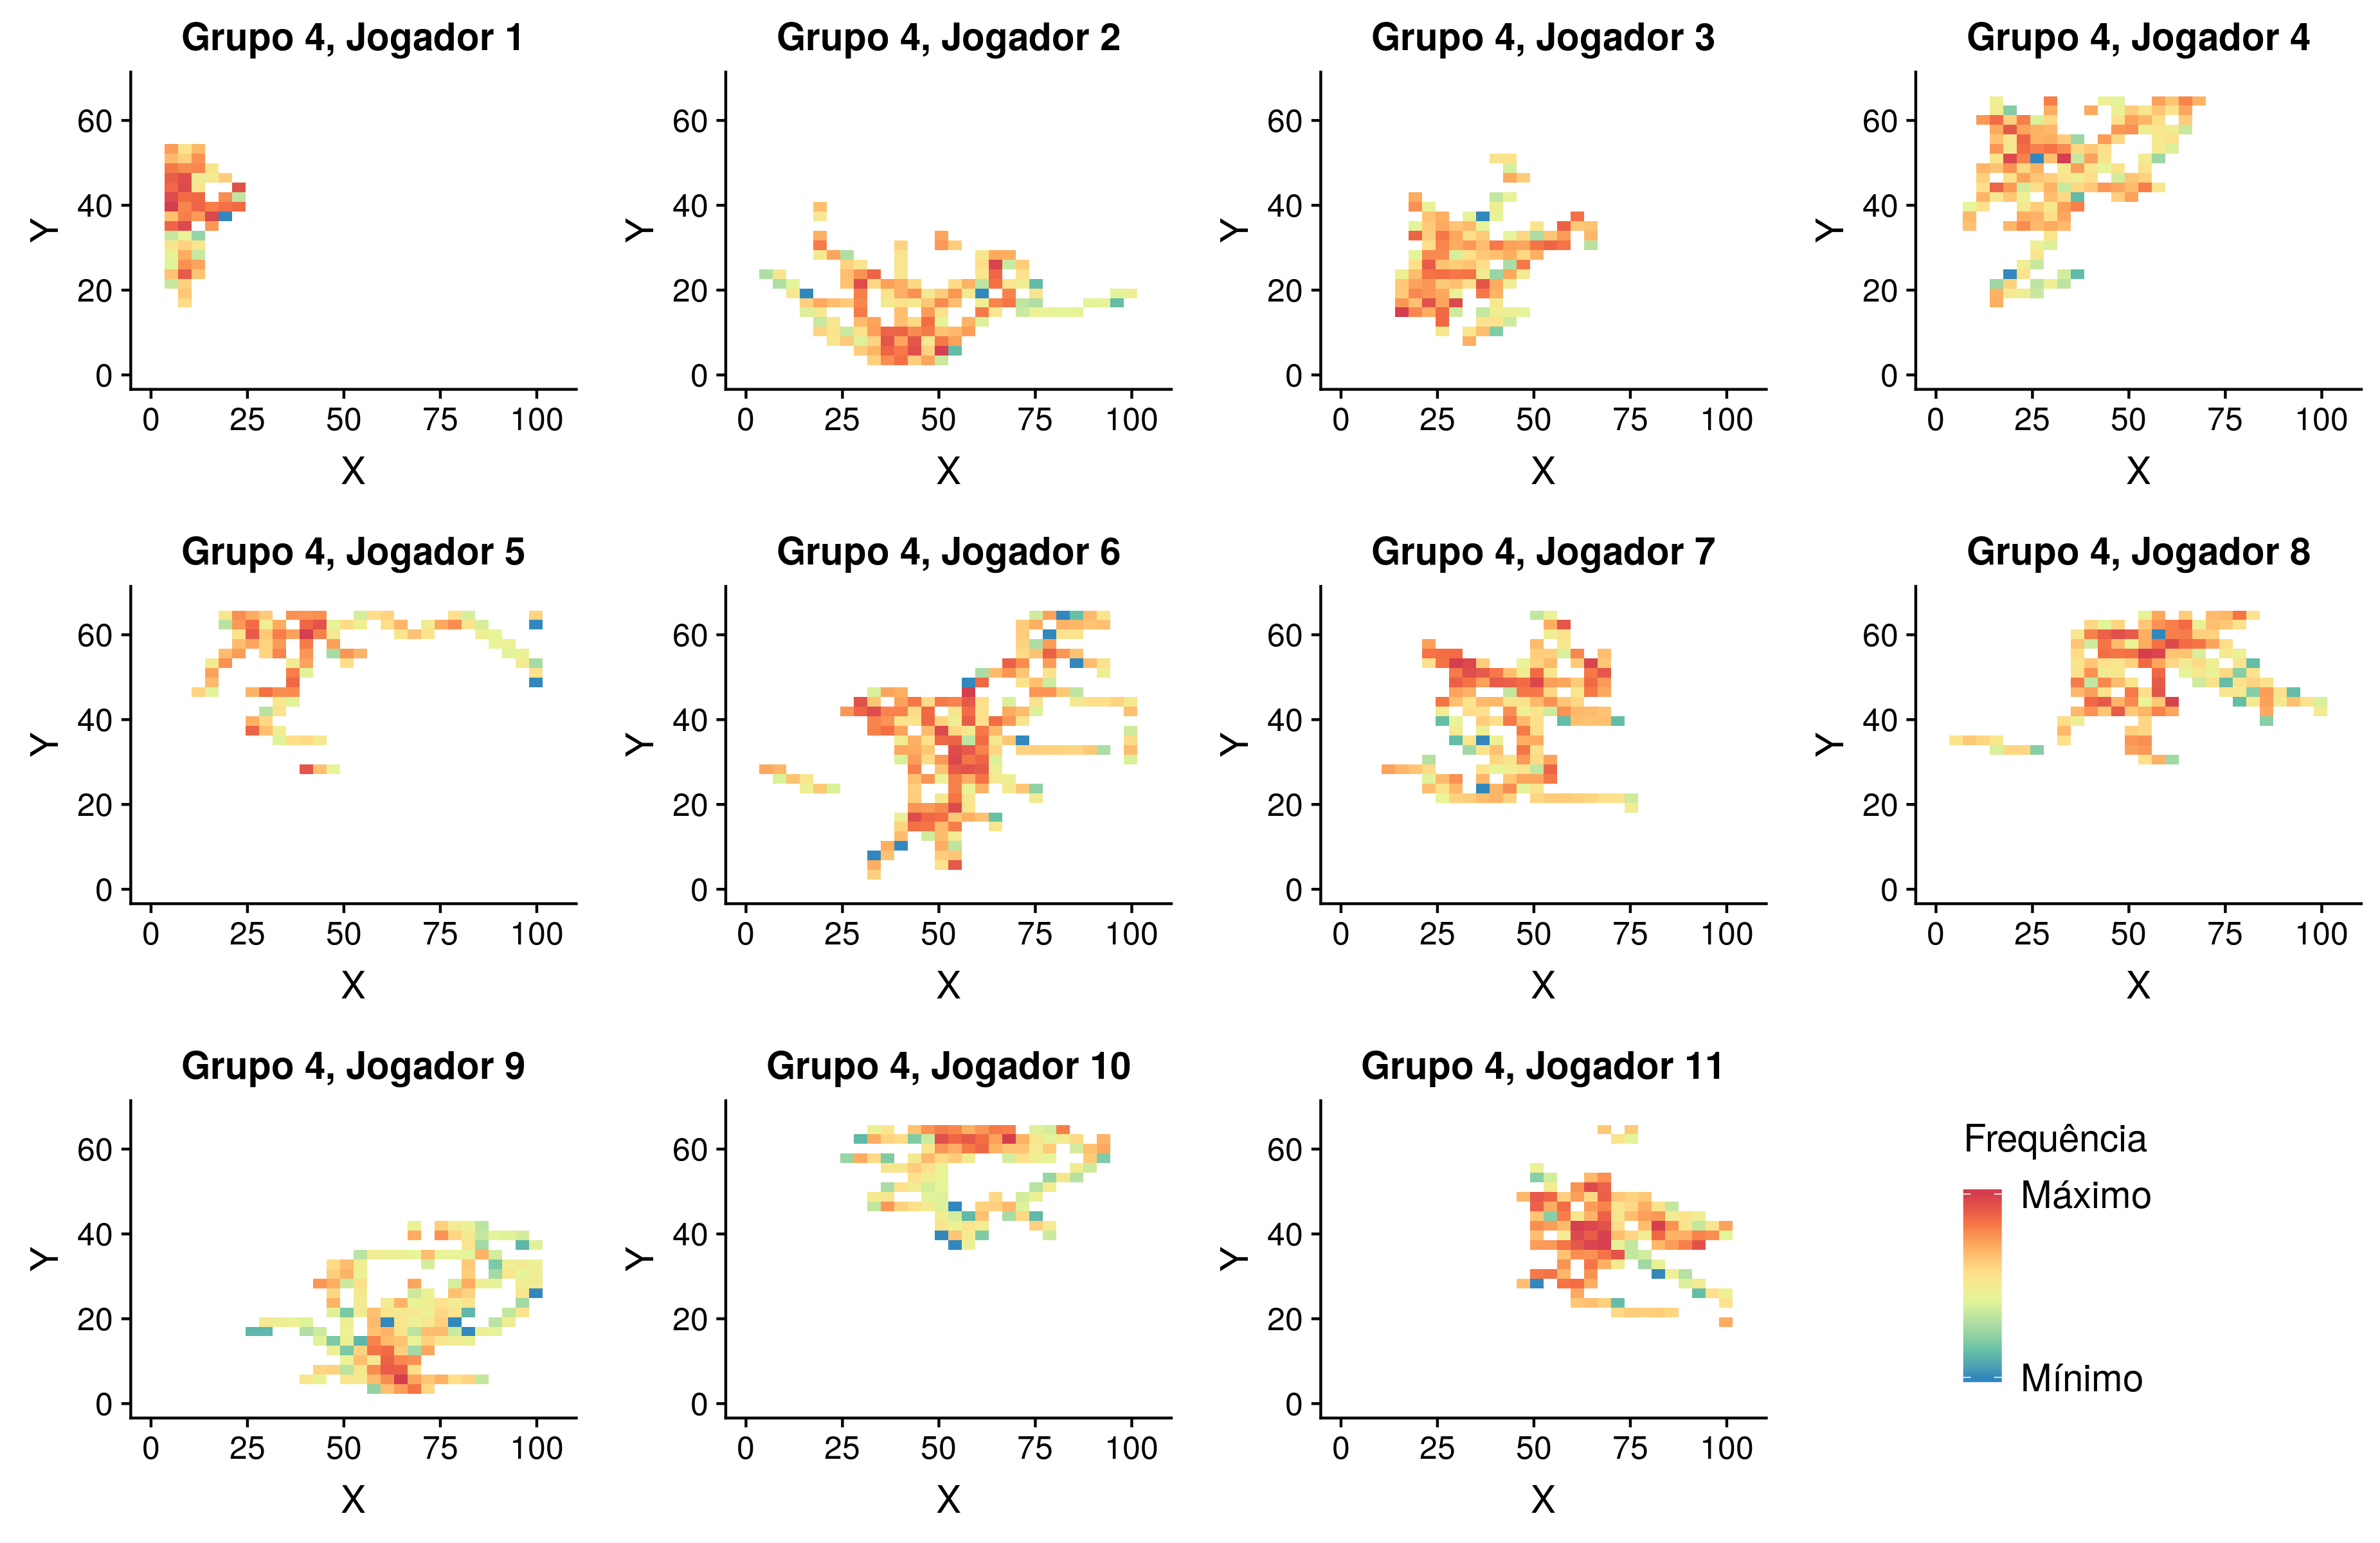 Grupo 4, Jogador 1
60
40
20
0
Y
0 25 50 75 100
X
Grupo 4, Jogador 2
60
40
20
0
Y
0 25 50 75 100
X
Grupo 4, Jogador 3
60
40
20
0
Y
0 25 50 75 100
X
Grupo 4, Jogador 4
60
40
20
0
Y
0 25 50 75 100
X
Grupo 4, Jogador 5
60
40
20
0
Y
0 25 50 75 100
X
Grupo 4, Jogador 6
60
40
20
0
Y
0 25 50 75 100
X
Grupo 4, Jogador 7
60
40
20
0
Y
0 25 50 75 100
X
Grupo 4, Jogador 8
60
40
20
0
Y
0 25 50 75 100
X
Grupo 4, Jogador 9
60
40
20
0
Y
0 25 50 75 100
X
Grupo 4, Jogador 10
60
40
20
0
Y
0 25 50 75 100
X
Grupo 4, Jogador 11
60
40
20
0
Y
0 25 50 75 100
X
Frequência
Máximo
Mínimo